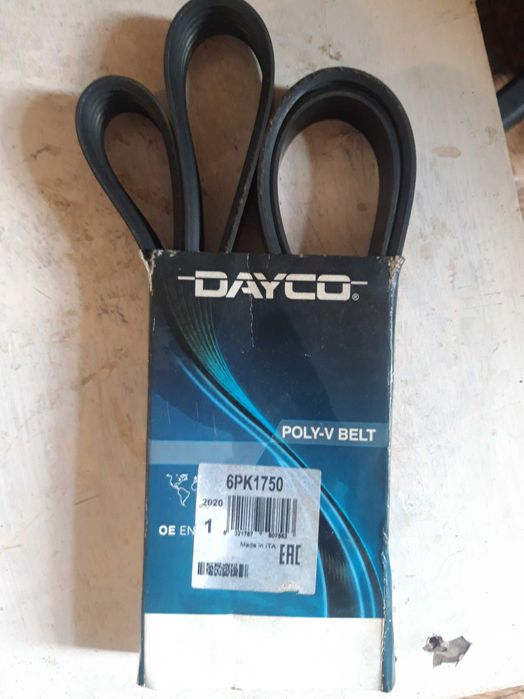 DAYCO®
POLY-V BELT
6PK1750
2020
1
OE EN
Made in ITA
EAC